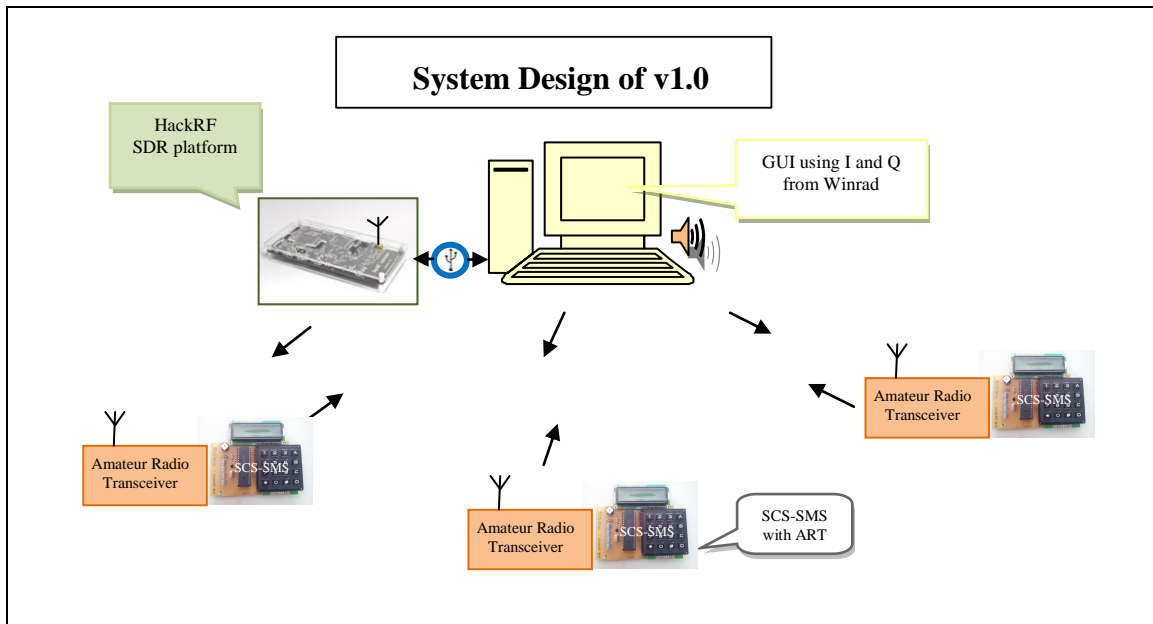 System Design of v1.0
HackRF
SDR platform
GUI using I and Q
from Winrad
Amateur Radio
Transceiver
SCS-SMS
Amateur Radio
Transceiver
SCS-SMS
Amateur Radio
Transceiver
SCS-SMS
SCS-SMS
with ART